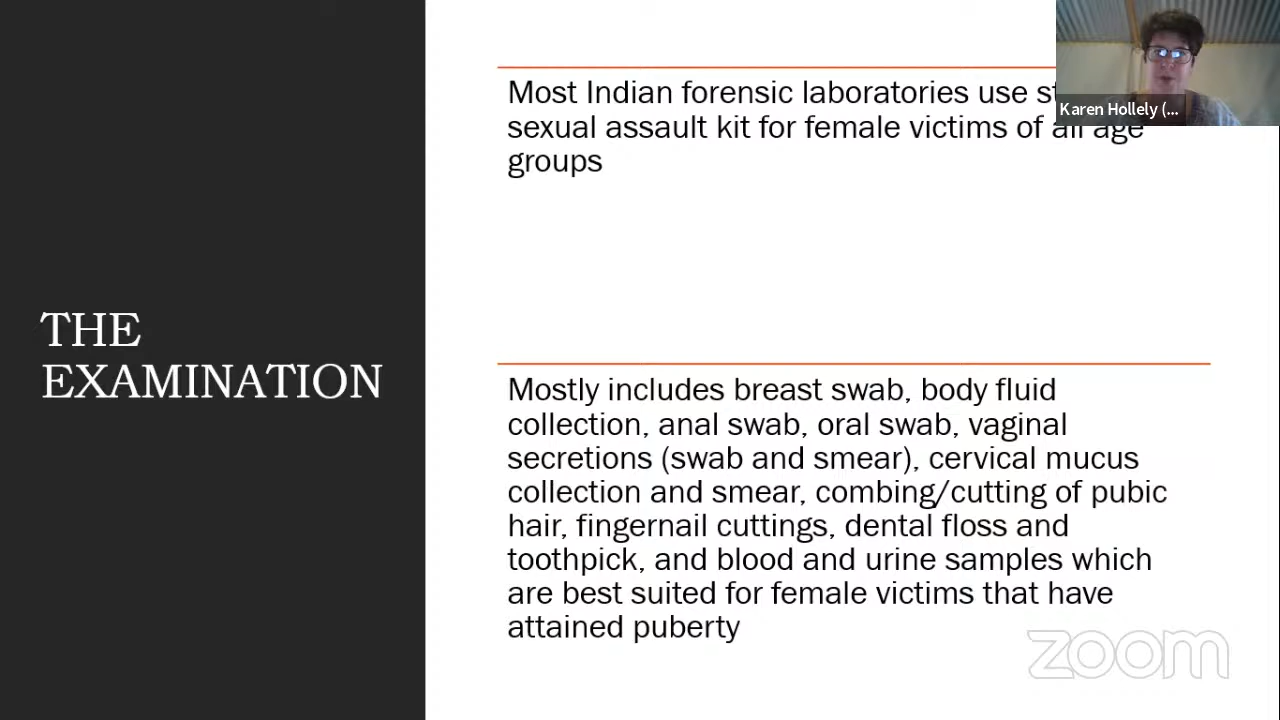 Most Indian forensic laboratories use
sexual assault kit for female victims of all age
groups
Karen Hollely (...
THE
EXAMINATION
Mostly includes breast swab, body fluid
collection, anal swab, oral swab, vaginal
secretions (swab and smear), cervical mucus
collection and smear, combing/cutting of pubic
hair, fingernail cuttings, dental floss and
toothpick, and blood and urine samples which
are best suited for female victims that have
attained puberty
zoom